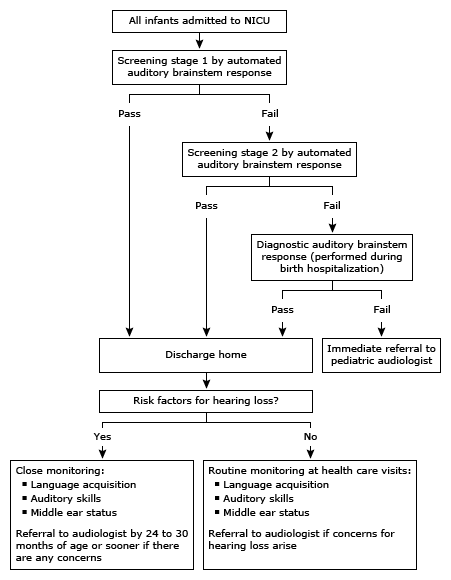 All infants admitted to NICU
Screening stage 1 by automated
auditory brainstem response
Pass
Fail
Screening stage 2 by automated
auditory brainstem response
Pass
Fail
Diagnostic auditory brainstem
response (performed during
birth hospitalization)
Pass
Fail
Discharge home
Immediate referral to
pediatric audiologist
Risk factors for hearing loss?
Yes
No
Close monitoring:
▪ Language acquisition
▪ Auditory skills
▪ Middle ear status
Referral to audiologist by 24 to 30
months of age or sooner if there
are any concerns
Routine monitoring at health care visits:
▪ Language acquisition
▪ Auditory skills
▪ Middle ear status
Referral to audiologist if concerns for
hearing loss arise